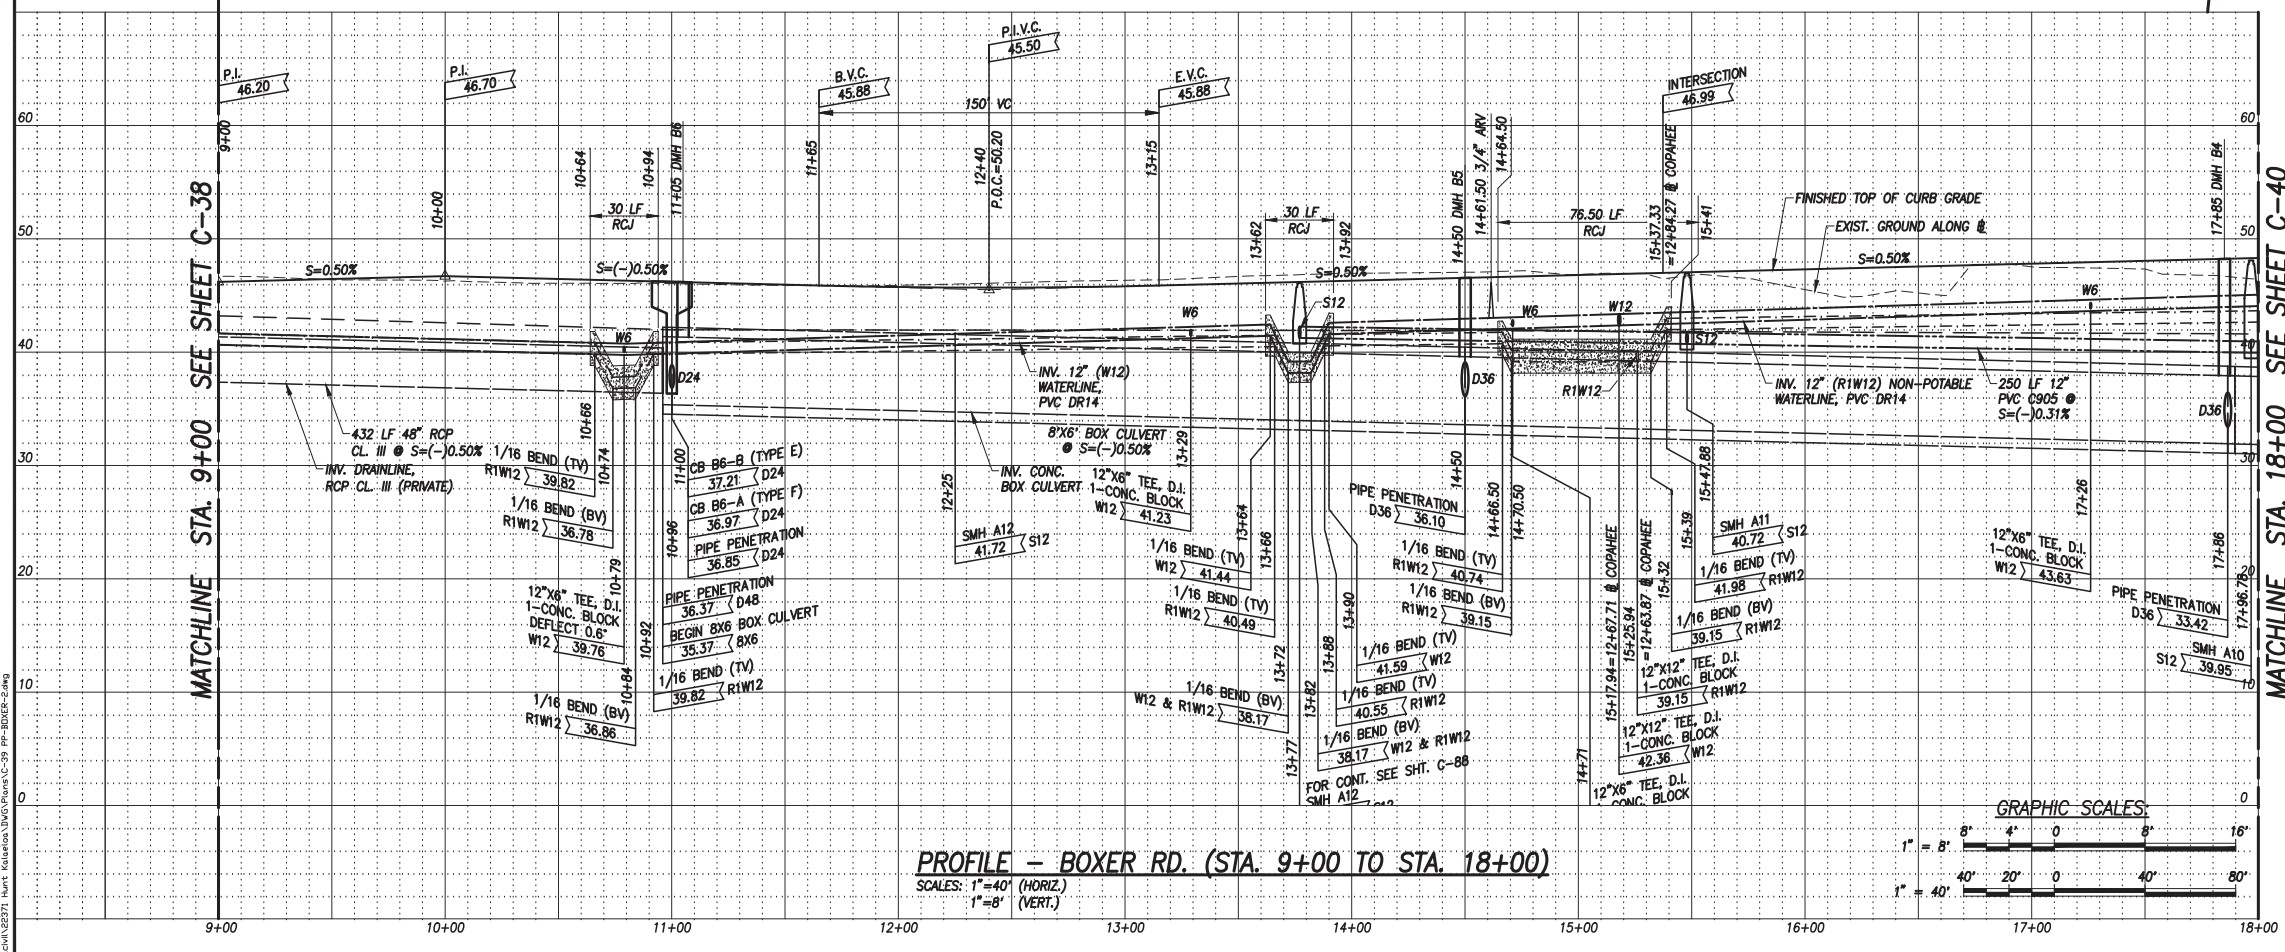 P.I.
46.20
P.I.
46.70
B.V.C.
45.88
P.I.V.C.
45.50
E.V.C.
45.88
150' VC
INTERSECTION
46.99
60
50
40
30
20
10
0
60
50
40
30
20
10
0
MATCHLINE STA. 9+00 SEE SHEET C-38
MATCHLINE STA. 18+00 SEE SHEET C-40
9+00
10+00
10+64
10+94
11+05 DMH B6
11+65
12+40
P.O.C.=50.20
13+15
13+62
13+92
14+50 DMH B5
14+61.50 3/4" ARV
14+64.50
15+37.33
=12+84.27 ℄ COPAHEE
15+41
17+85 DMH B4
30 LF
RCJ
30 LF
RCJ
76.50 LF
RCJ
S=0.50%
S=(-)0.50%
S=0.50%
S=0.50%
FINISHED TOP OF CURB GRADE
EXIST. GROUND ALONG ℄
W6
W6
W6
W12
W6
S12
S12
D24
D36
D36
R1W12
INV. 12" (W12)
WATERLINE,
PVC DR14
INV. 12" (R1W12) NON-POTABLE
WATERLINE, PVC DR14
250 LF 12"
PVC C905 @
S=(-)0.31%
432 LF 48" RCP
CL. III @ S=(-)0.50%
INV. DRAINLINE,
RCP CL. III (PRIVATE)
8'X6' BOX CULVERT
@ S=(-)0.50%
INV. CONC.
BOX CULVERT
10+66
1/16 BEND (TV)
R1W12 39.82
10+74
1/16 BEND (BV)
R1W12 36.78
10+79
12"X6" TEE, D.I.
1-CONC. BLOCK
DEFLECT 0.6°
W12 39.76
10+84
1/16 BEND (BV)
R1W12 36.86
10+92
1/16 BEND (TV)
39.82 R1W12
10+96
11+00
CB B6-B (TYPE E)
37.21 D24
CB B6-A (TYPE F)
36.97 D24
PIPE PENETRATION
36.85 D24
PIPE PENETRATION
36.37 D48
BEGIN 8X6 BOX CULVERT
35.37 8X6
12+25
SMH A12
41.72 S12
13+29
12"X6" TEE, D.I.
1-CONC. BLOCK
W12 41.23
13+64
1/16 BEND (TV)
W12 41.44
13+66
1/16 BEND (TV)
R1W12 40.49
13+72
1/16 BEND (BV)
W12 & R1W12 38.17
13+77
13+82
13+88
13+90
1/16 BEND (TV)
41.59 W12
1/16 BEND (TV)
40.55 R1W12
1/16 BEND (BV)
38.17 W12 & R1W12
FOR CONT. SEE SHT. C-88
SMH A12
S12
14+50
PIPE PENETRATION
D36 36.10
14+66.50
1/16 BEND (TV)
R1W12 40.74
14+70.50
1/16 BEND (BV)
R1W12 39.15
14+71
15+17.94=12+67.71 ℄ COPAHEE
15+25.94
=12+63.87 ℄ COPAHEE
15+32
15+39
15+47.88
SMH A11
40.72 S12
1/16 BEND (TV)
41.98 R1W12
1/16 BEND (BV)
39.15 R1W12
12"X12" TEE, D.I.
1-CONC. BLOCK
39.15 R1W12
12"X12" TEE, D.I.
1-CONC. BLOCK
42.36 W12
12"X6" TEE, D.I.
1-CONC. BLOCK
17+26
12"X6" TEE, D.I.
1-CONC. BLOCK
W12 43.63
17+86
PIPE PENETRATION
D36 33.42
17+96.78
SMH A10
S12 39.95
PROFILE - BOXER RD. (STA. 9+00 TO STA. 18+00)
SCALES: 1"=40' (HORIZ.)
1"=8' (VERT.)
GRAPHIC SCALES:
1" = 8'
8' 4' 0 8' 16'
1" = 40'
40' 20' 0 40' 80'
9+00 10+00 11+00 12+00 13+00 14+00 15+00 16+00 17+00 18+00
civil\22371 Hunt Kalaeloa\DWG\Plans\C-39 PP-BOXER-2.dwg